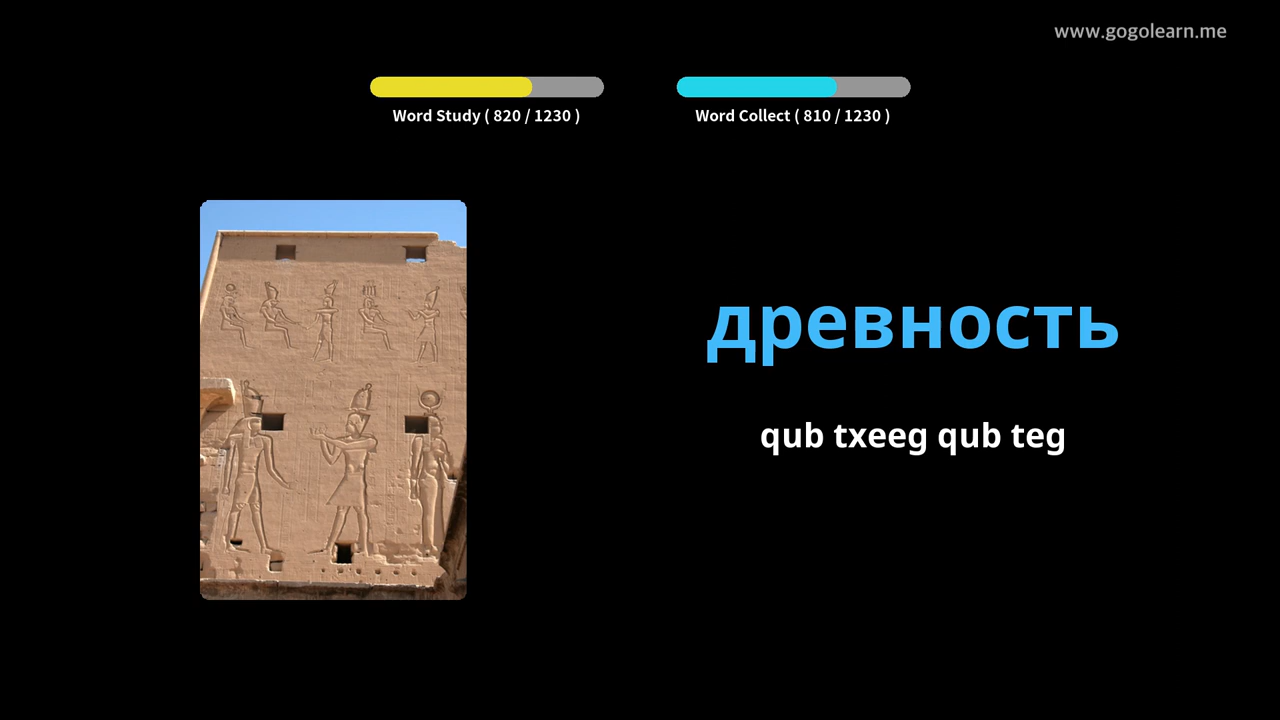 www.gogolearn.me
Word Study ( 820 / 1230 )
Word Collect ( 810 / 1230 )
древность
qub txeeg qub teg